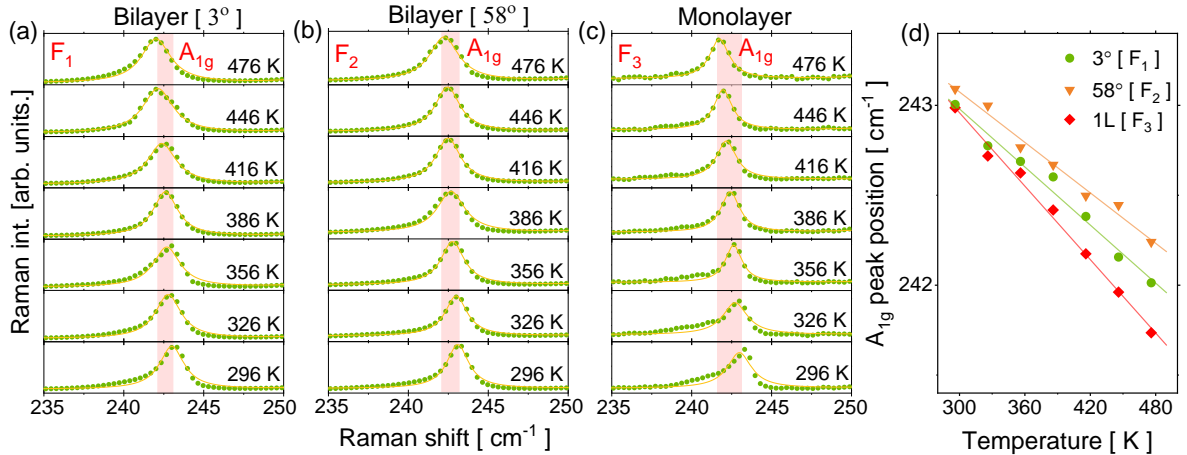 (a)
Bilayer [ 3° ]
F₁
A₁g
476 K
446 K
416 K
386 K
356 K
326 K
296 K
235 240 245 250
Raman int. [arb. units.]
(b)
Bilayer [ 58° ]
F₂
A₁g
476 K
446 K
416 K
386 K
356 K
326 K
296 K
235 240 245 250
Raman shift [ cm⁻¹ ]
(c)
Monolayer
F₃
A₁g
476 K
446 K
416 K
386 K
356 K
326 K
296 K
235 240 245 250
(d)
3° [ F₁ ]
58° [ F₂ ]
1L [ F₃ ]
A₁g peak position [ cm⁻¹ ]
243
242
300 360 420 480
Temperature [ K ]